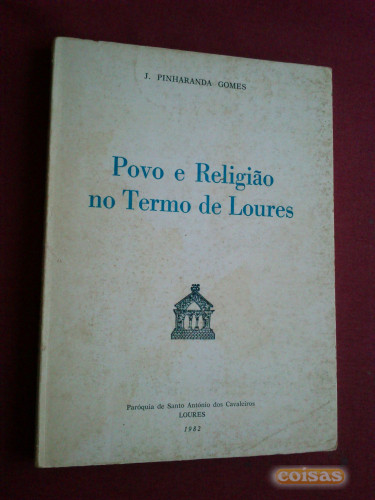 J. PINHARANDA GOMES
Povo e Religião
no Termo de Loures
Paróquia de Santo António dos Cavaleiros
LOURES
1982
coisas